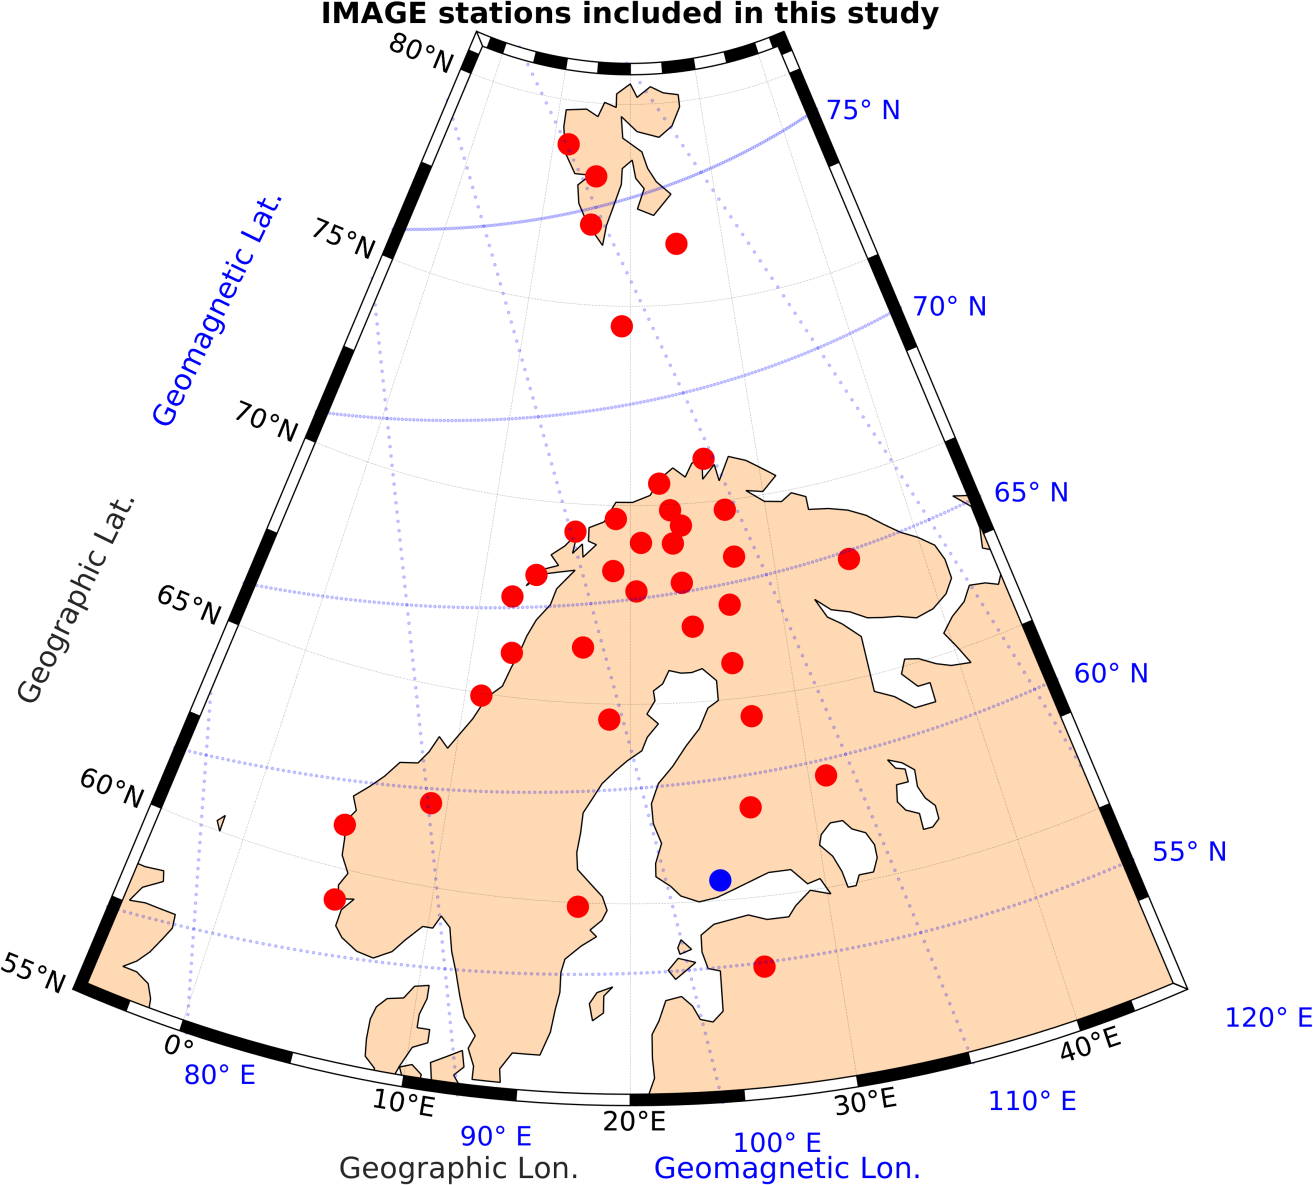 IMAGE stations included in this study
80°N
75° N
75°N
70° N
Geomagnetic Lat.
70°N
65° N
Geographic Lat.
65°N
60° N
60°N
55° N
55°N
120° E
0°
40°E
80° E
10°E
30°E
110° E
20°E
90° E
100° E
Geographic Lon.
Geomagnetic Lon.